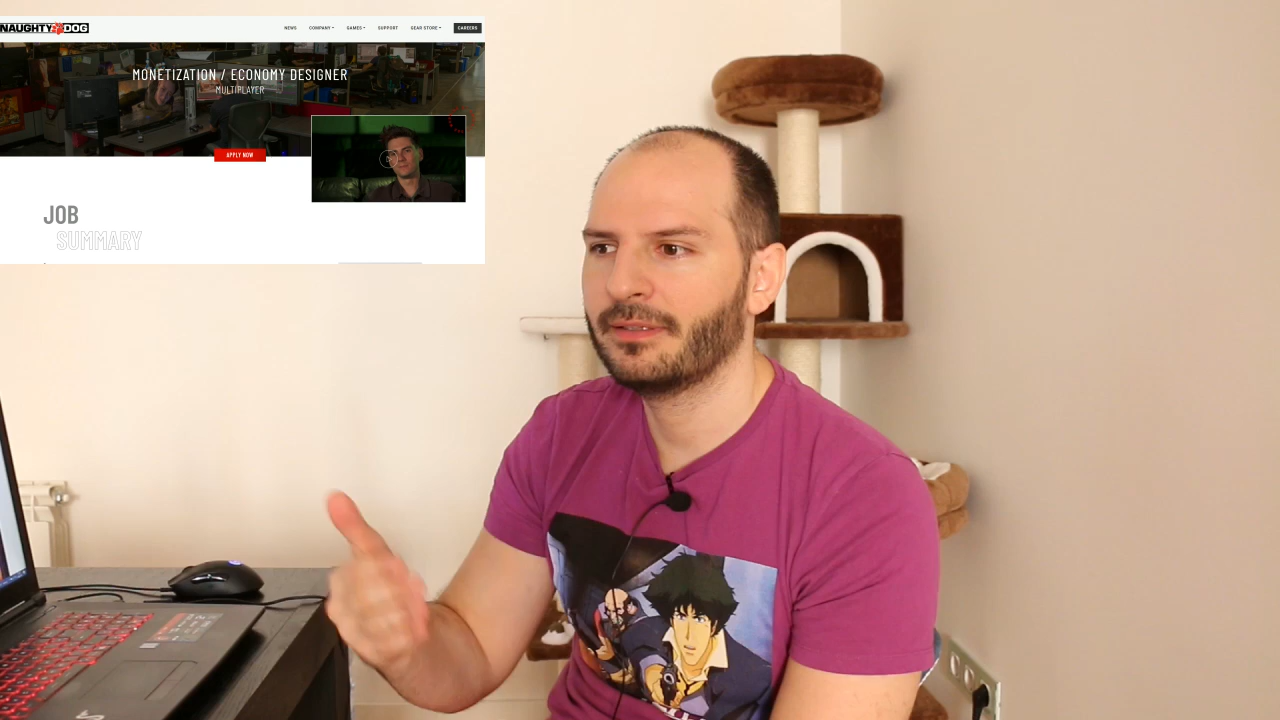 NAUGHTY DOG
NEWS COMPANY GAMES SUPPORT GEAR STORE CAREERS
MONETIZATION / ECONOMY DESIGNER
MULTIPLAYER
APPLY NOW
JOB
SUMMARY